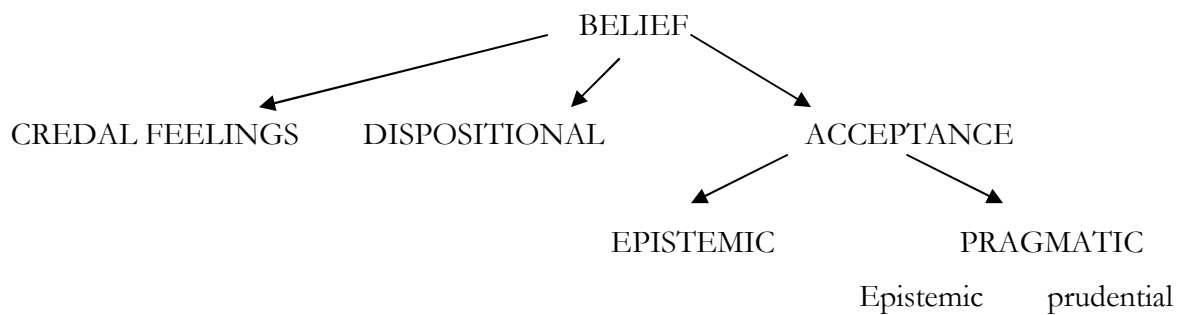 BELIEF
CREDAL FEELINGS DISPOSITIONAL ACCEPTANCE
EPISTEMIC PRAGMATIC
Epistemic prudential